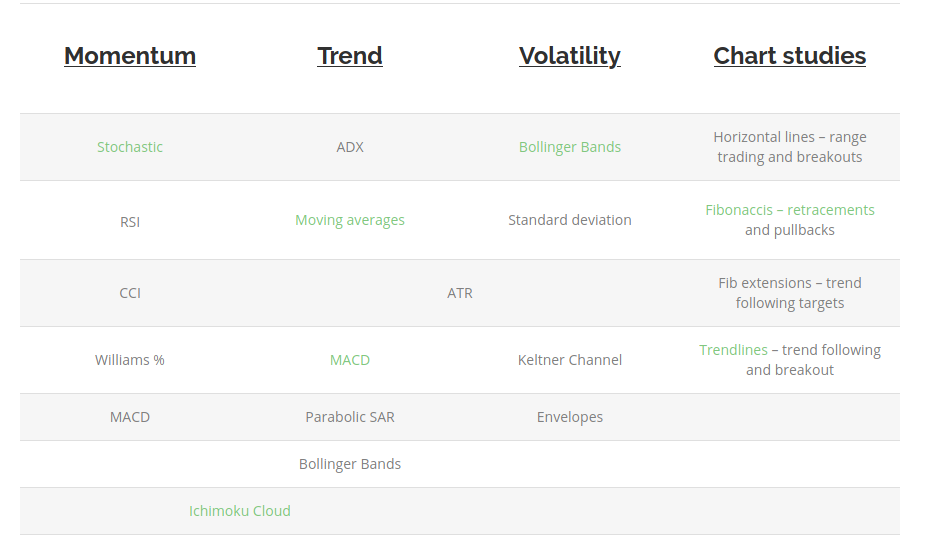 Momentum Trend Volatility Chart studies
Stochastic ADX Bollinger Bands Horizontal lines – range
trading and breakouts
RSI Moving averages Standard deviation Fibonaccis – retracements
and pullbacks
CCI ATR Fib extensions – trend
following targets
Williams % MACD Keltner Channel Trendlines – trend following
and breakout
MACD Parabolic SAR Envelopes
Bollinger Bands
Ichimoku Cloud